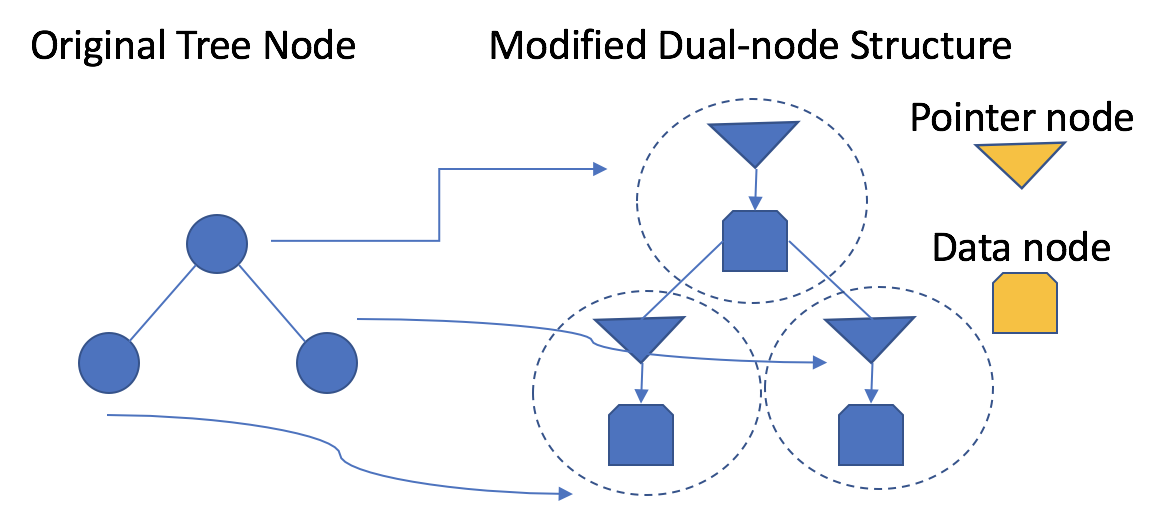 Original Tree Node
Modified Dual-node Structure
Pointer node
Data node